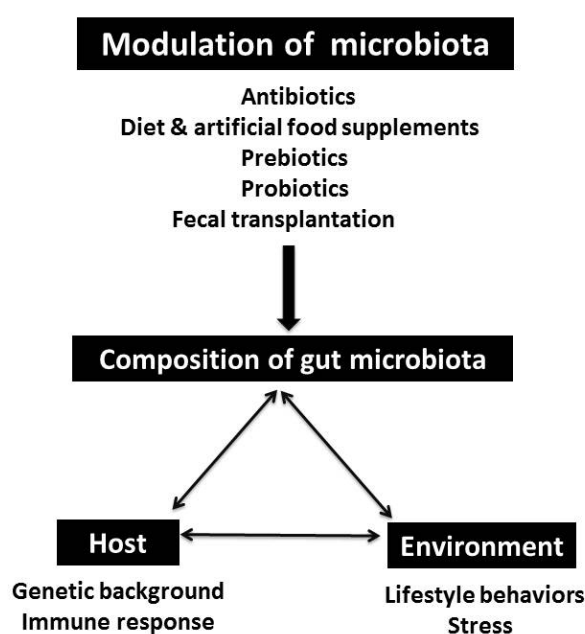 Modulation of microbiota
Antibiotics
Diet & artificial food supplements
Prebiotics
Probiotics
Fecal transplantation
Composition of gut microbiota
Host
Genetic background
Immune response
Environment
Lifestyle behaviors
Stress